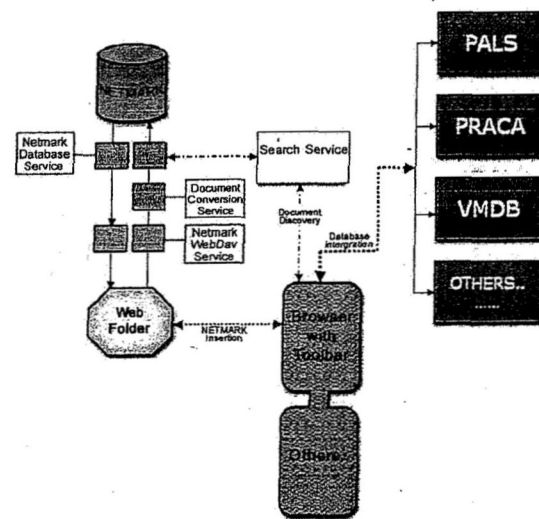 PALS
PRACA
VMDB
OTHERS..
......
Netmark
Database
Service
Search Service
Document
Conversion
Service
Netmark
WebDav
Service
Document
Discovery
Database
intergration
Web
Folder
NETMARK
Insertion
Browser
with
Toolbar
Others..